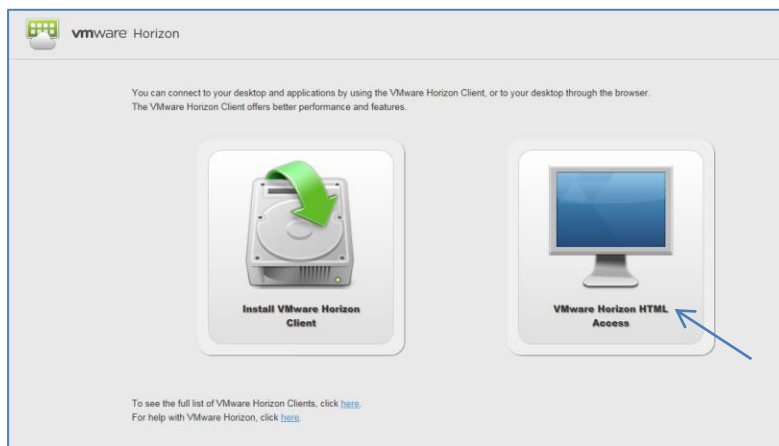 vmware Horizon
You can connect to your desktop and applications by using the VMware Horizon Client, or to your desktop through the browser.
The VMware Horizon Client offers better performance and features.
Install VMware Horizon
Client
VMware Horizon HTML
Access
To see the full list of VMware Horizon Clients, click here.
For help with VMware Horizon, click here.